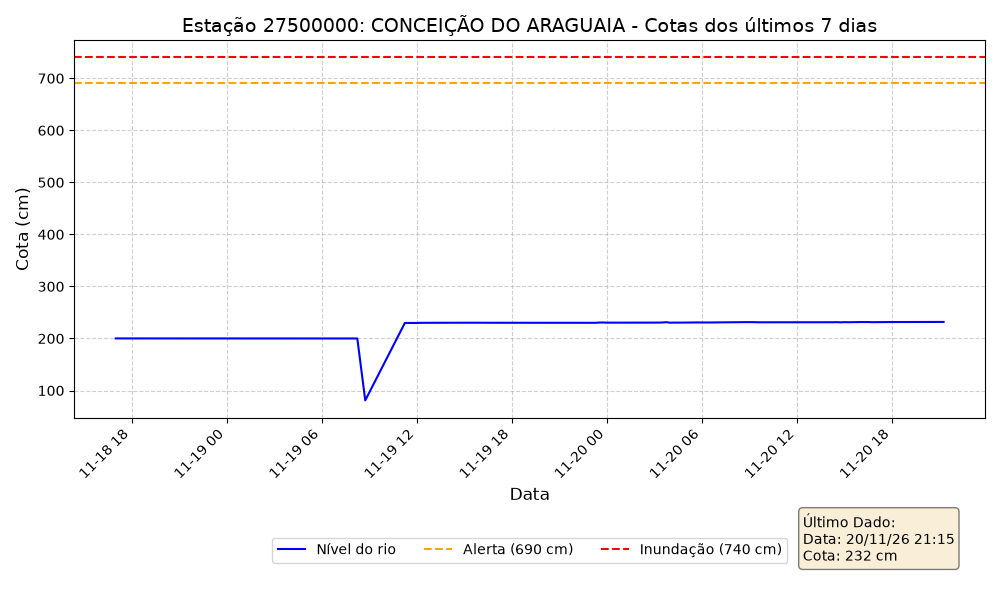 Estação 27500000: CONCEIÇÃO DO ARAGUAIA - Cotas dos últimos 7 dias
Cota (cm)
700
600
500
400
300
200
100
11-18 18
11-19 00
11-19 06
11-19 12
11-19 18
11-20 00
11-20 06
11-20 12
11-20 18
Data
Nível do rio
Alerta (690 cm)
Inundação (740 cm)
Último Dado:
Data: 20/11/26 21:15
Cota: 232 cm